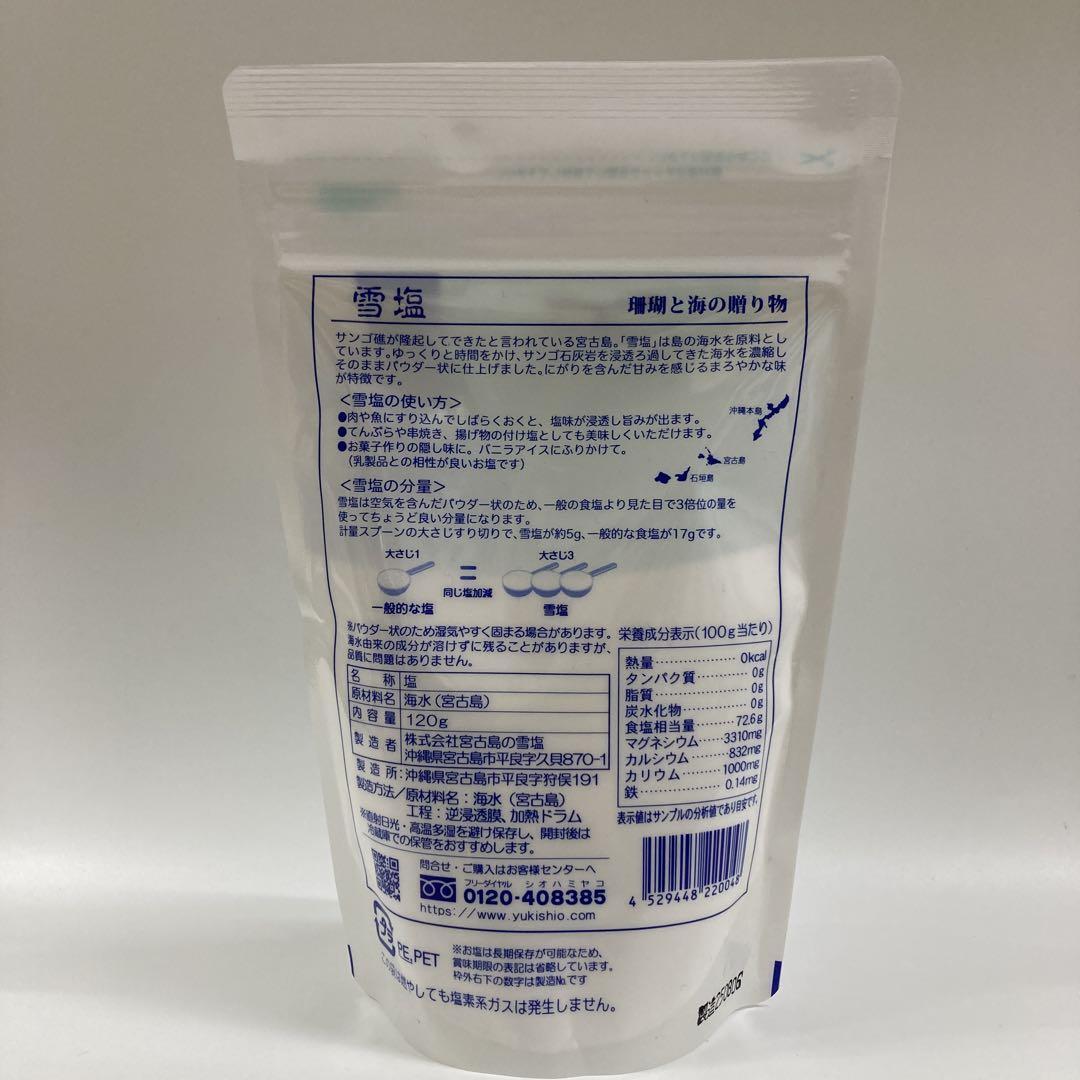 雪塩 珊瑚と海の贈り物
サンゴ礁が隆起してできたと言われている宮古島。「雪塩」は島の海水を原料とし
ています。ゆっくりと時間をかけ、サンゴ石灰岩を浸透ろ過してきた海水を濃縮し
そのままパウダー状に仕上げました。にがりを含んだ甘みを感じるまろやかな味
が特徴です。
<雪塩の使い方>
●肉や魚にすり込んでしばらくおくと、塩味が浸透し旨みが出ます。
●てんぷらや串焼き、揚げ物の付け塩としても美味しくいただけます。
●お菓子作りの隠し味に。バニラアイスにふりかけて。
(乳製品との相性が良いお塩です)
沖縄本島
宮古島
石垣島
<雪塩の分量>
雪塩は空気を含んだパウダー状のため、一般の食塩より見た目で3倍位の量を
使ってちょうど良い分量になります。
計量スプーンの大さじすり切りで、雪塩が約5g、一般的な食塩が17gです。
大さじ1 大さじ3
=
同じ塩加減
一般的な塩 雪塩
※パウダー状のため湿気やすく固まる場合があります。
海水由来の成分が溶けずに残ることがありますが、
品質に問題はありません。
名称 塩
原材料名 海水(宮古島)
内容量 120g
製造者 株式会社宮古島の雪塩
沖縄県宮古島市平良字久貝870-1
製造所:沖縄県宮古島市平良字狩俣191
製造方法/原材料名:海水(宮古島)
工程:逆浸透膜、加熱ドラム
※直射日光・高温多湿を避け保存し、開封後は
冷蔵庫での保管をおすすめします。
栄養成分表示(100g当たり)
熱量………………0kcal
タンパク質…………0g
脂質………………0g
炭水化物……………0g
食塩相当量………72.6g
マグネシウム……3310mg
カルシウム………832mg
カリウム…………1000mg
鉄………………0.14mg
表示値はサンプルの分析値であり目安です。
問合せ・ご購入はお客様センターへ
フリーダイヤル シオハミヤコ
0120-408385
https://www.yukishio.com
4 529448 220048
プラ
PE,PET
※お塩は長期保存が可能なため、
賞味期限の表記は省略しています。
枠外右下の数字は製造No.です
この袋は燃やしても塩素系ガスは発生しません。
製造25080G